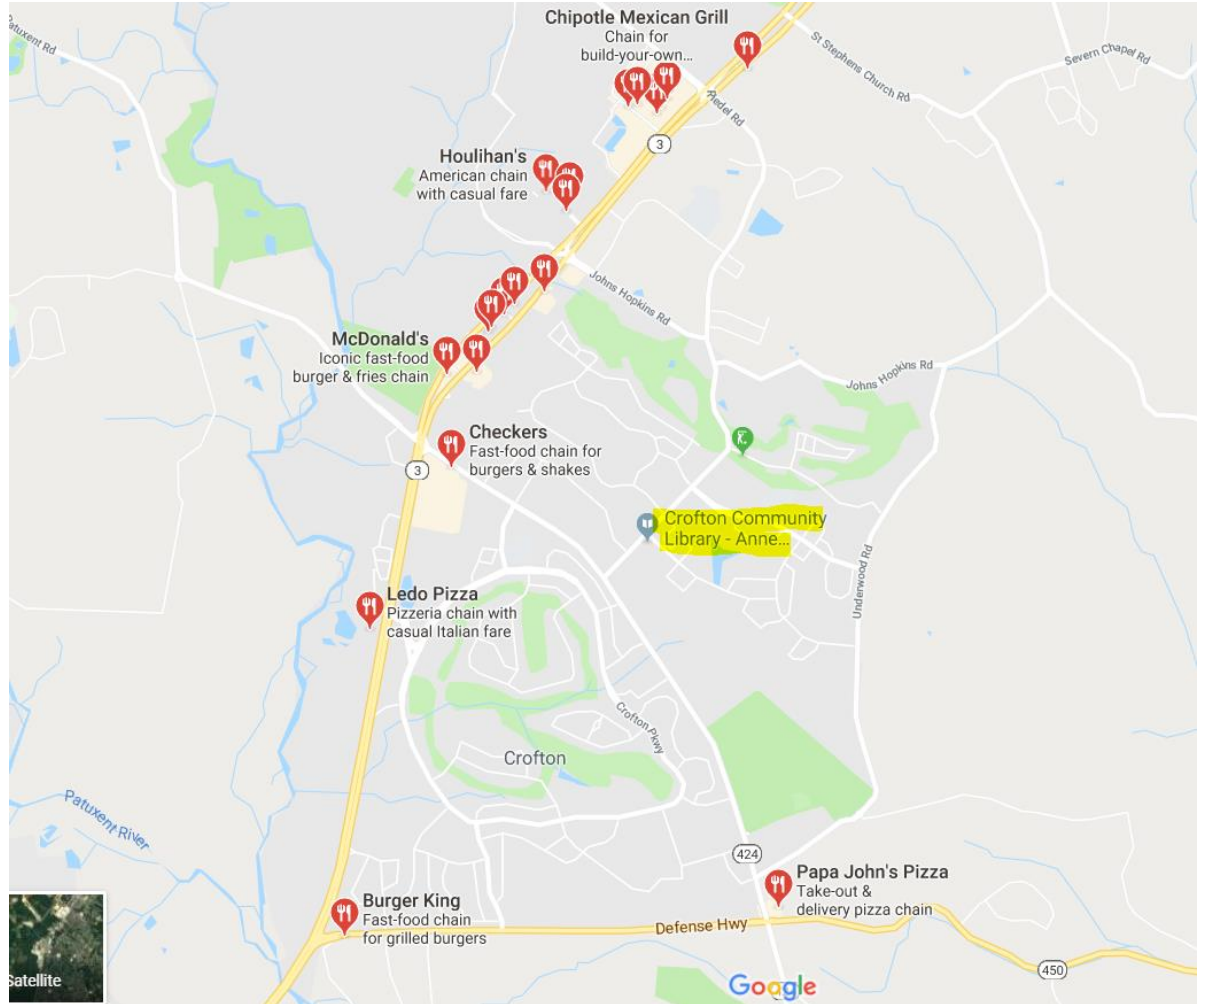 Chipotle Mexican Grill
Chain for
build-your-own...
Patuxent Rd
St Stephens Church Rd
Severn Chapel Rd
Riedel Rd
3
Houlihan's
American chain
with casual fare
Johns Hopkins Rd
McDonald's
Iconic fast-food
burger & fries chain
Johns Hopkins Rd
Checkers
Fast-food chain for
burgers & shakes
3
Crofton Community
Library - Anne...
Underwood Rd
Ledo Pizza
Pizzeria chain with
casual Italian fare
Crofton Pkwy
Crofton
Patuxent River
424
Papa John's Pizza
Take-out &
delivery pizza chain
Burger King
Fast-food chain
for grilled burgers
Defense Hwy
450
Satellite
Google